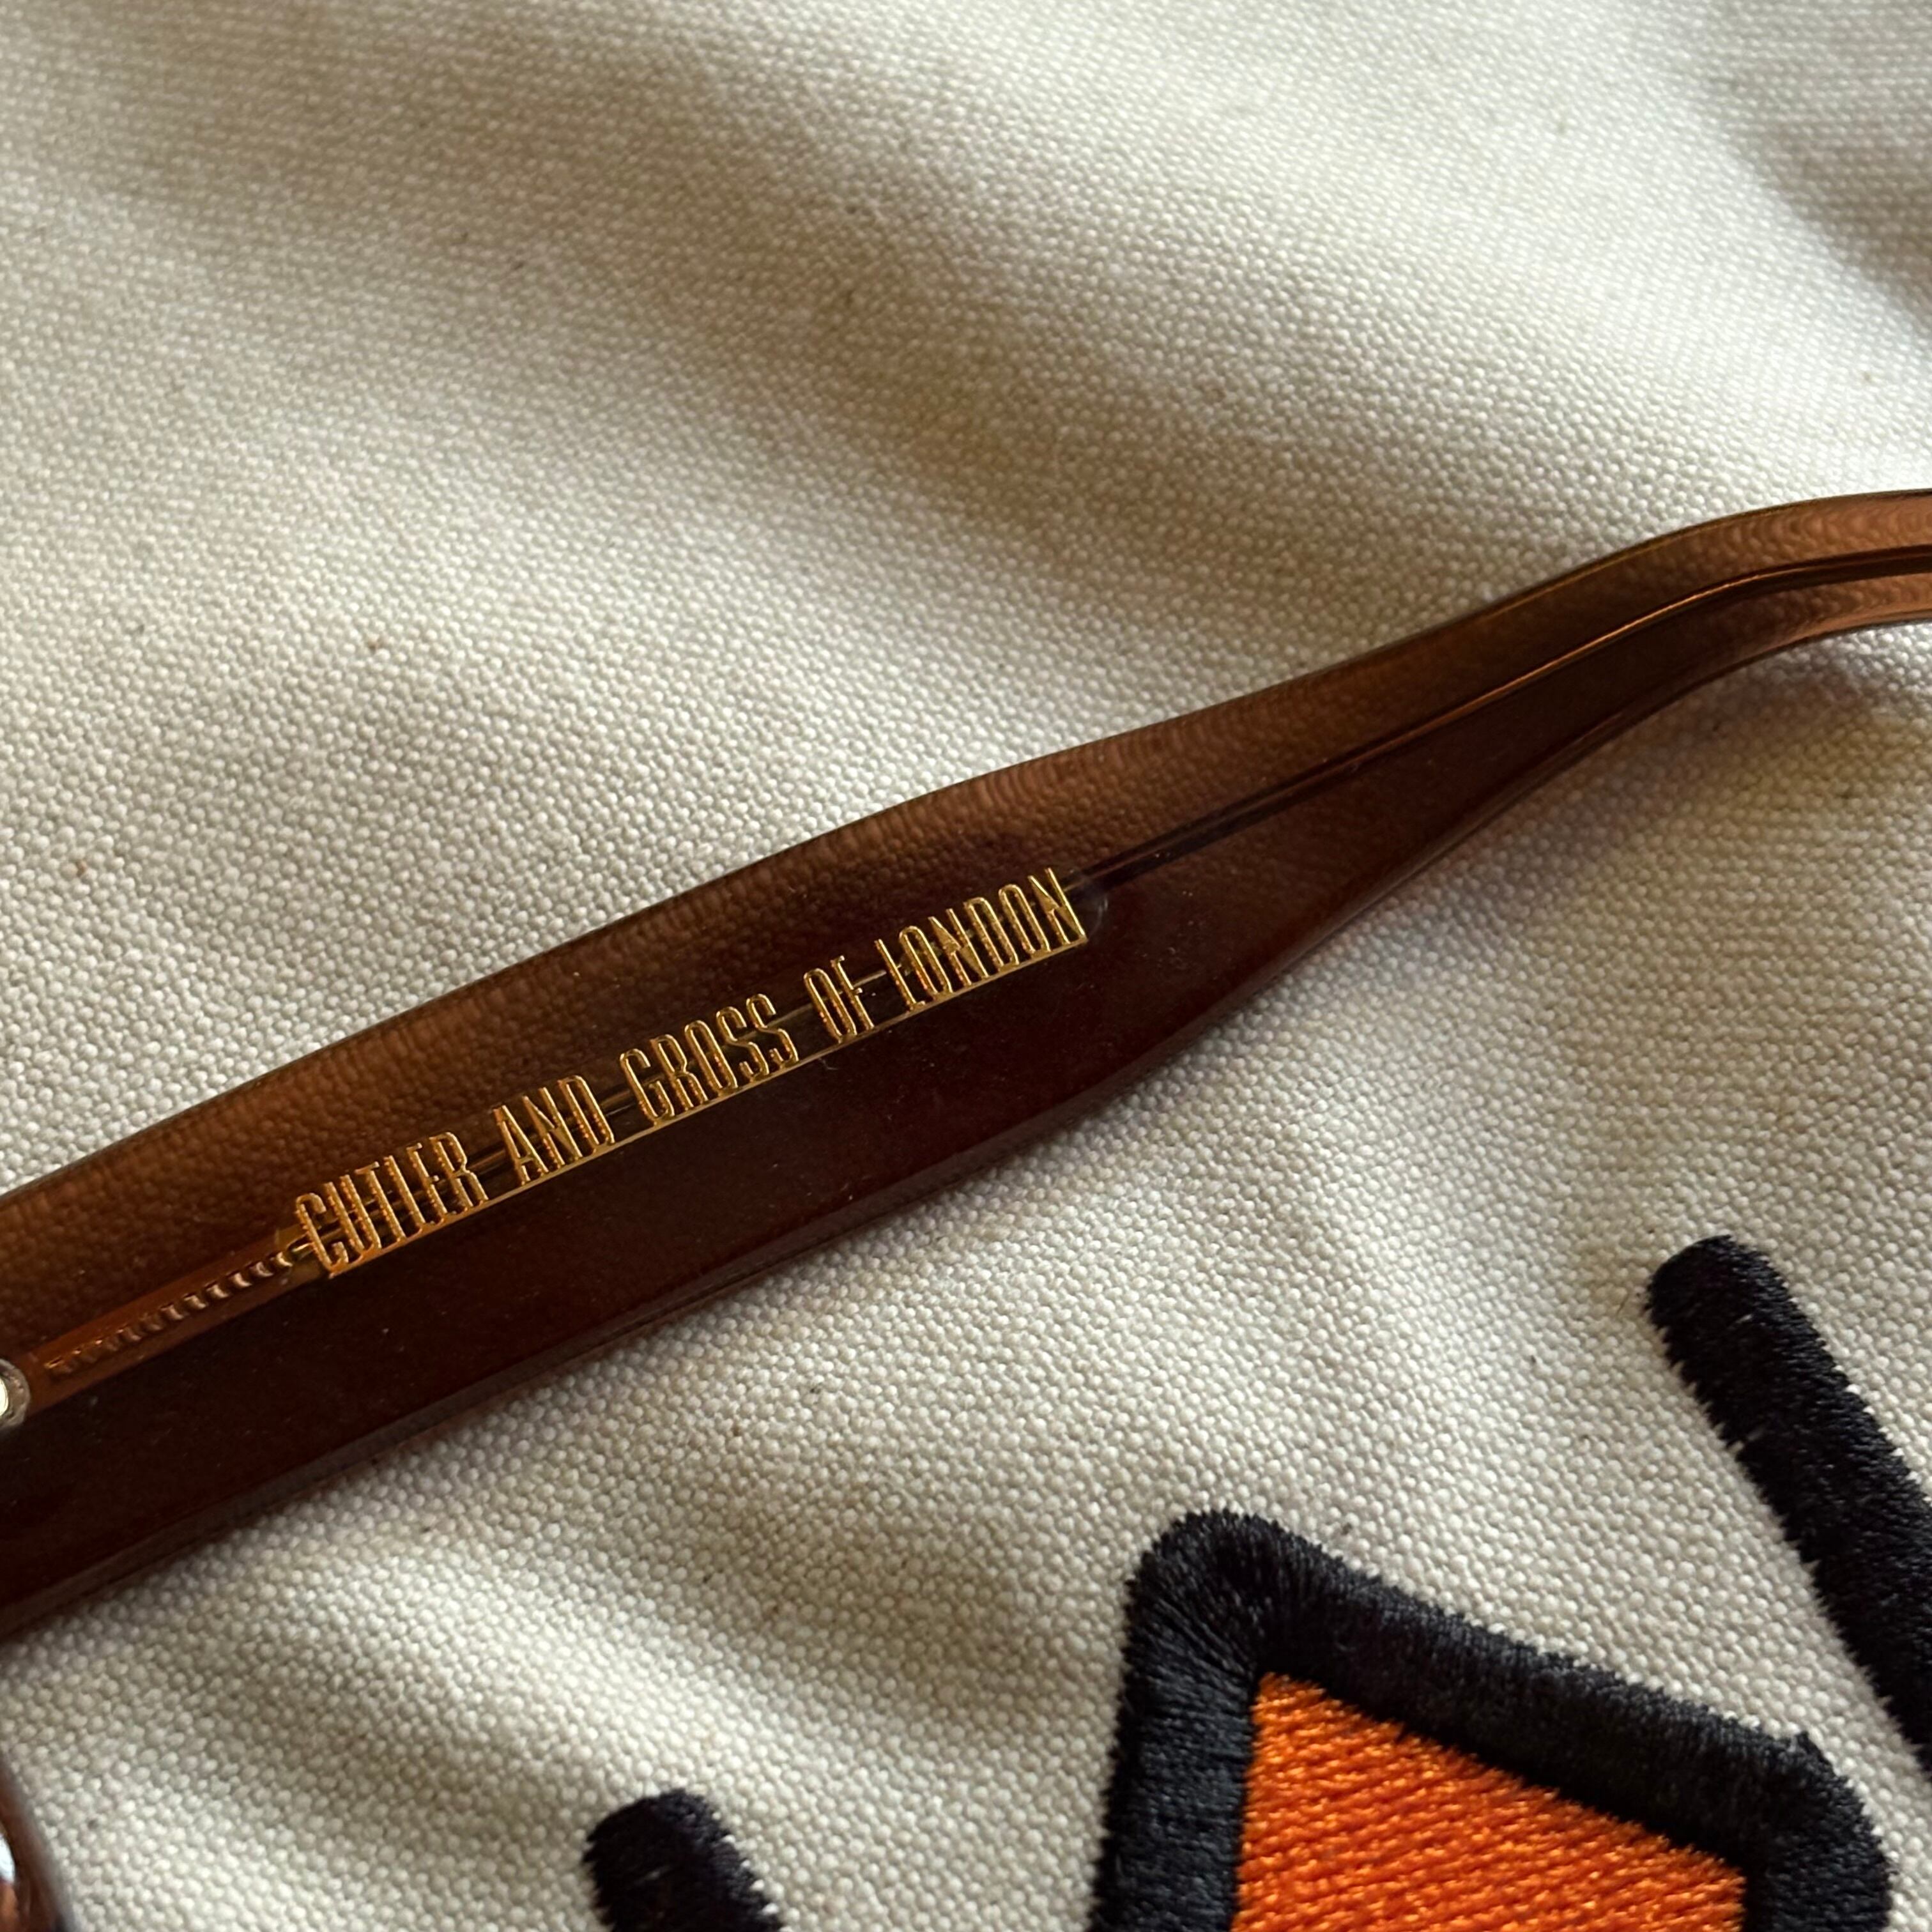 CUTLER AND GROSS OF LONDON